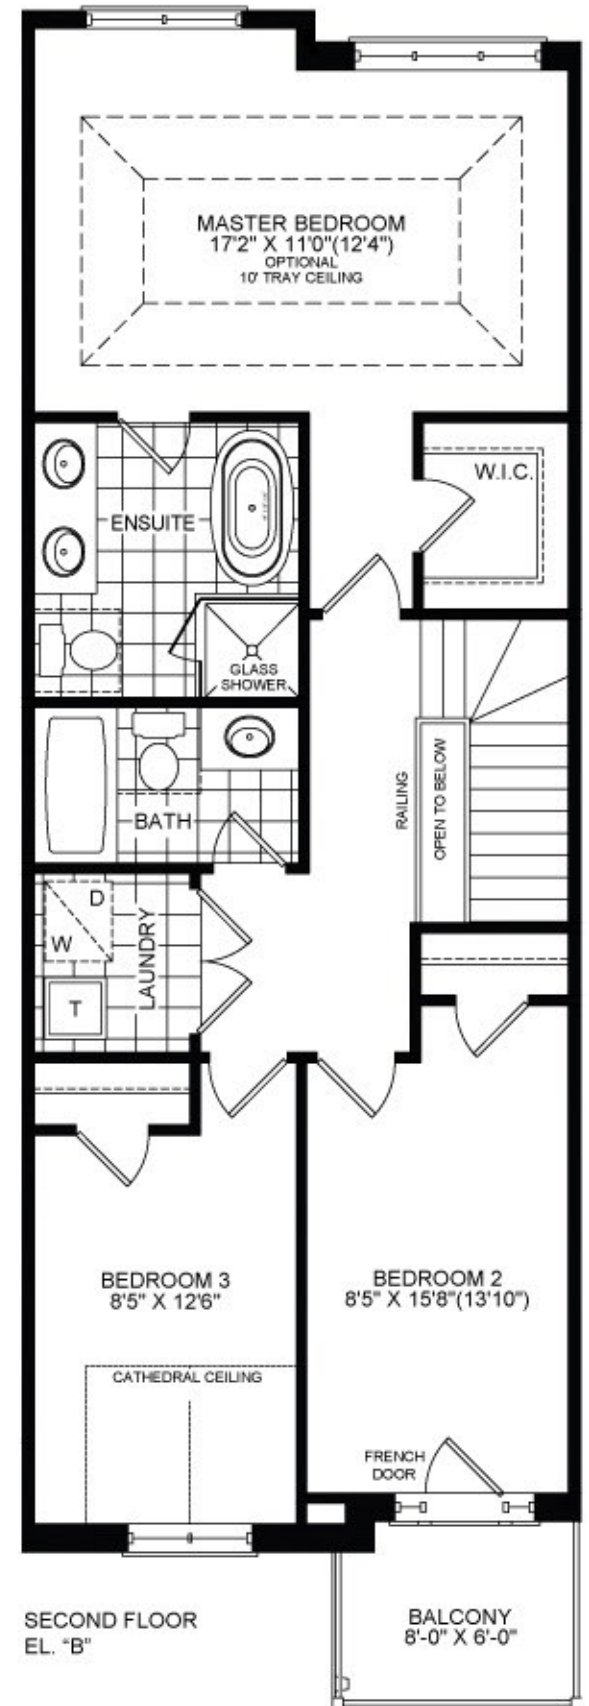 MASTER BEDROOM
17'2" X 11'0"(12'4")
OPTIONAL
10' TRAY CEILING
W.I.C.
ENSUITE
GLASS
SHOWER
RAILING
OPEN TO BELOW
BATH
D
W
LAUNDRY
T
BEDROOM 3
8'5" X 12'6"
BEDROOM 2
8'5" X 15'8"(13'10")
CATHEDRAL CEILING
FRENCH
DOOR
SECOND FLOOR
EL. "B"
BALCONY
8'-0" X 6'-0"